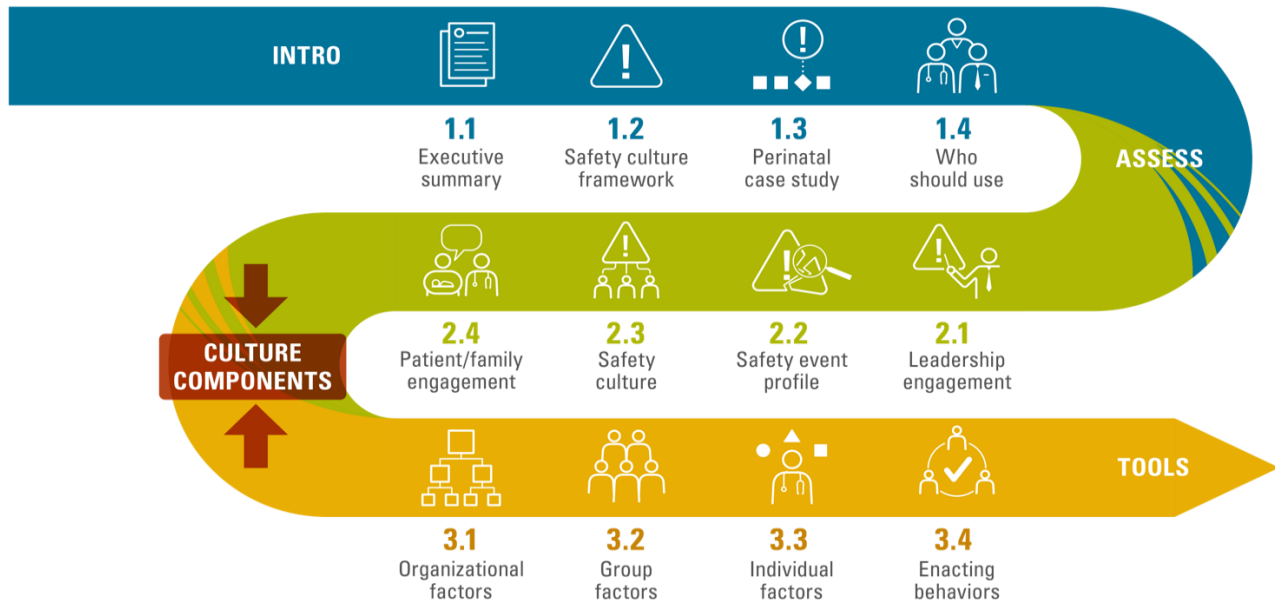 INTRO
1.1
Executive
summary
1.2
Safety culture
framework
1.3
Perinatal
case study
1.4
Who
should use
ASSESS
2.4
Patient/family
engagement
2.3
Safety
culture
2.2
Safety event
profile
2.1
Leadership
engagement
CULTURE
COMPONENTS
TOOLS
3.1
Organizational
factors
3.2
Group
factors
3.3
Individual
factors
3.4
Enacting
behaviors